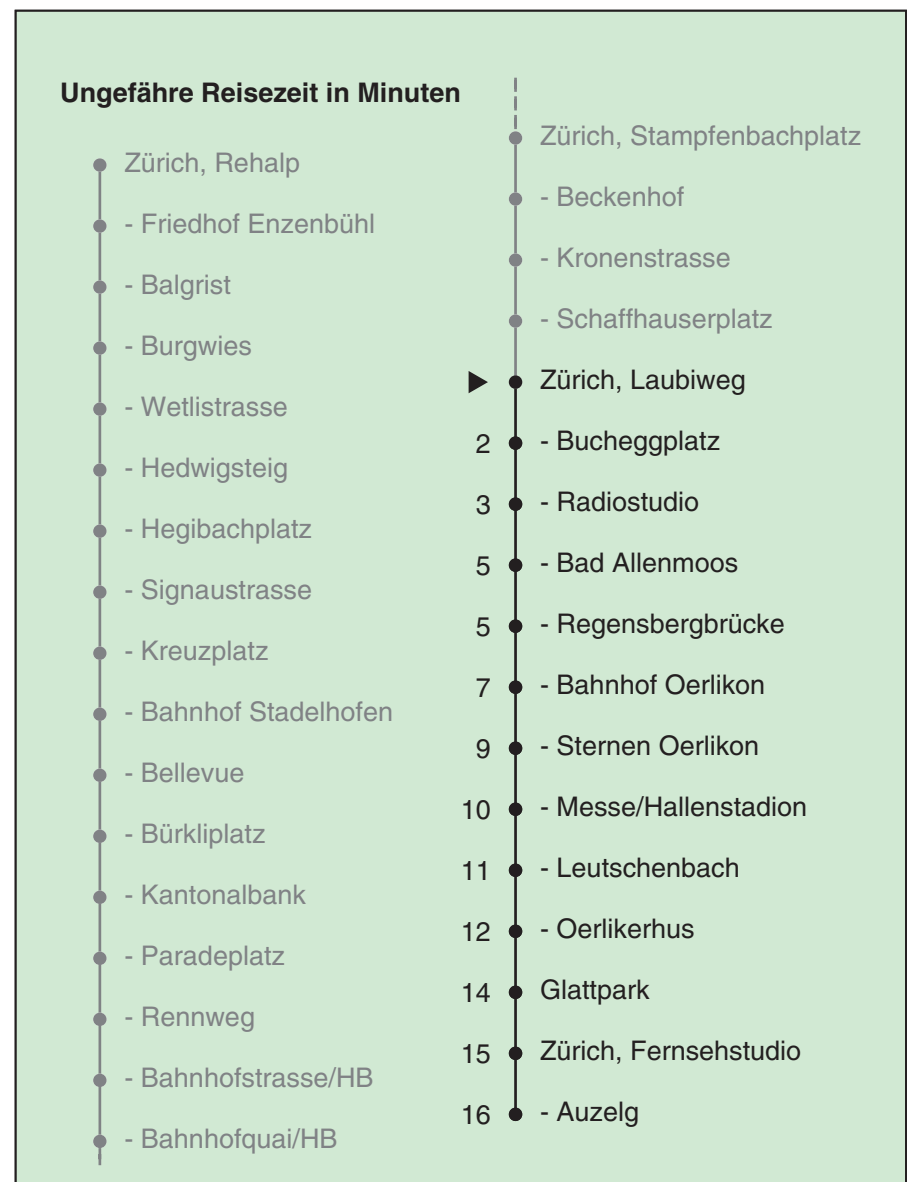 Ungefähre Reisezeit in Minuten
Zürich, Rehalp
- Friedhof Enzenbühl
- Balgrist
- Burgwies
- Wetlistrasse
- Hedwigsteig
- Hegibachplatz
- Signaustrasse
- Kreuzplatz
- Bahnhof Stadelhofen
- Bellevue
- Bürkliplatz
- Kantonalbank
- Paradeplatz
- Rennweg
- Bahnhofstrasse/HB
- Bahnhofquai/HB
Zürich, Stampfenbachplatz
- Beckenhof
- Kronenstrasse
- Schaffhauserplatz
Zürich, Laubiweg
2 - Bucheggplatz
3 - Radiostudio
5 - Bad Allenmoos
5 - Regensbergbrücke
7 - Bahnhof Oerlikon
9 - Sternen Oerlikon
10 - Messe/Hallenstadion
11 - Leutschenbach
12 - Oerlikerhus
14 Glattpark
15 Zürich, Fernsehstudio
16 - Auzelg